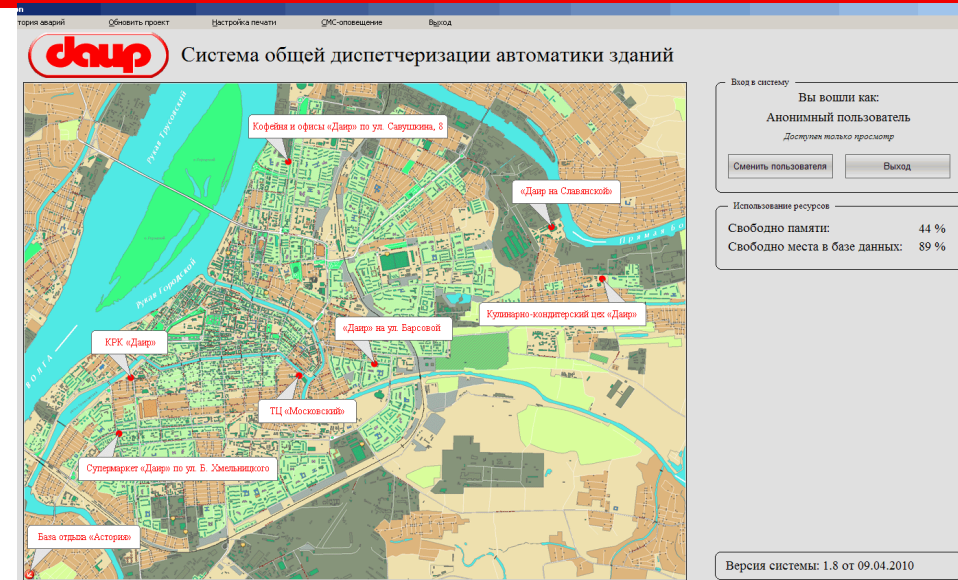 on
тория аварий Обновить проект Настройка печати СМС-оповещение Выход
даир Система общей диспетчеризации автоматики зданий
Вход в систему
Вы вошли как:
Анонимный пользователь
Доступен только просмотр
Сменить пользователя Выход
Использование ресурсов
Свободно памяти: 44 %
Свободно места в базе данных: 89 %
Рукав Трусовский
Кофейня и офисы «Даир» по ул. Савушкина, 8
«Даир на Славянской»
Прямая Бо
Рукав Городской
Кулинарно-кондитерский цех «Даир»
«Даир» на ул. Барсовой
КРК «Даир»
ВОЛГА
ТЦ «Московский»
Супермаркет «Даир» по ул. Б. Хмельницкого
База отдыха «Астория»
Версия системы: 1.8 от 09.04.2010